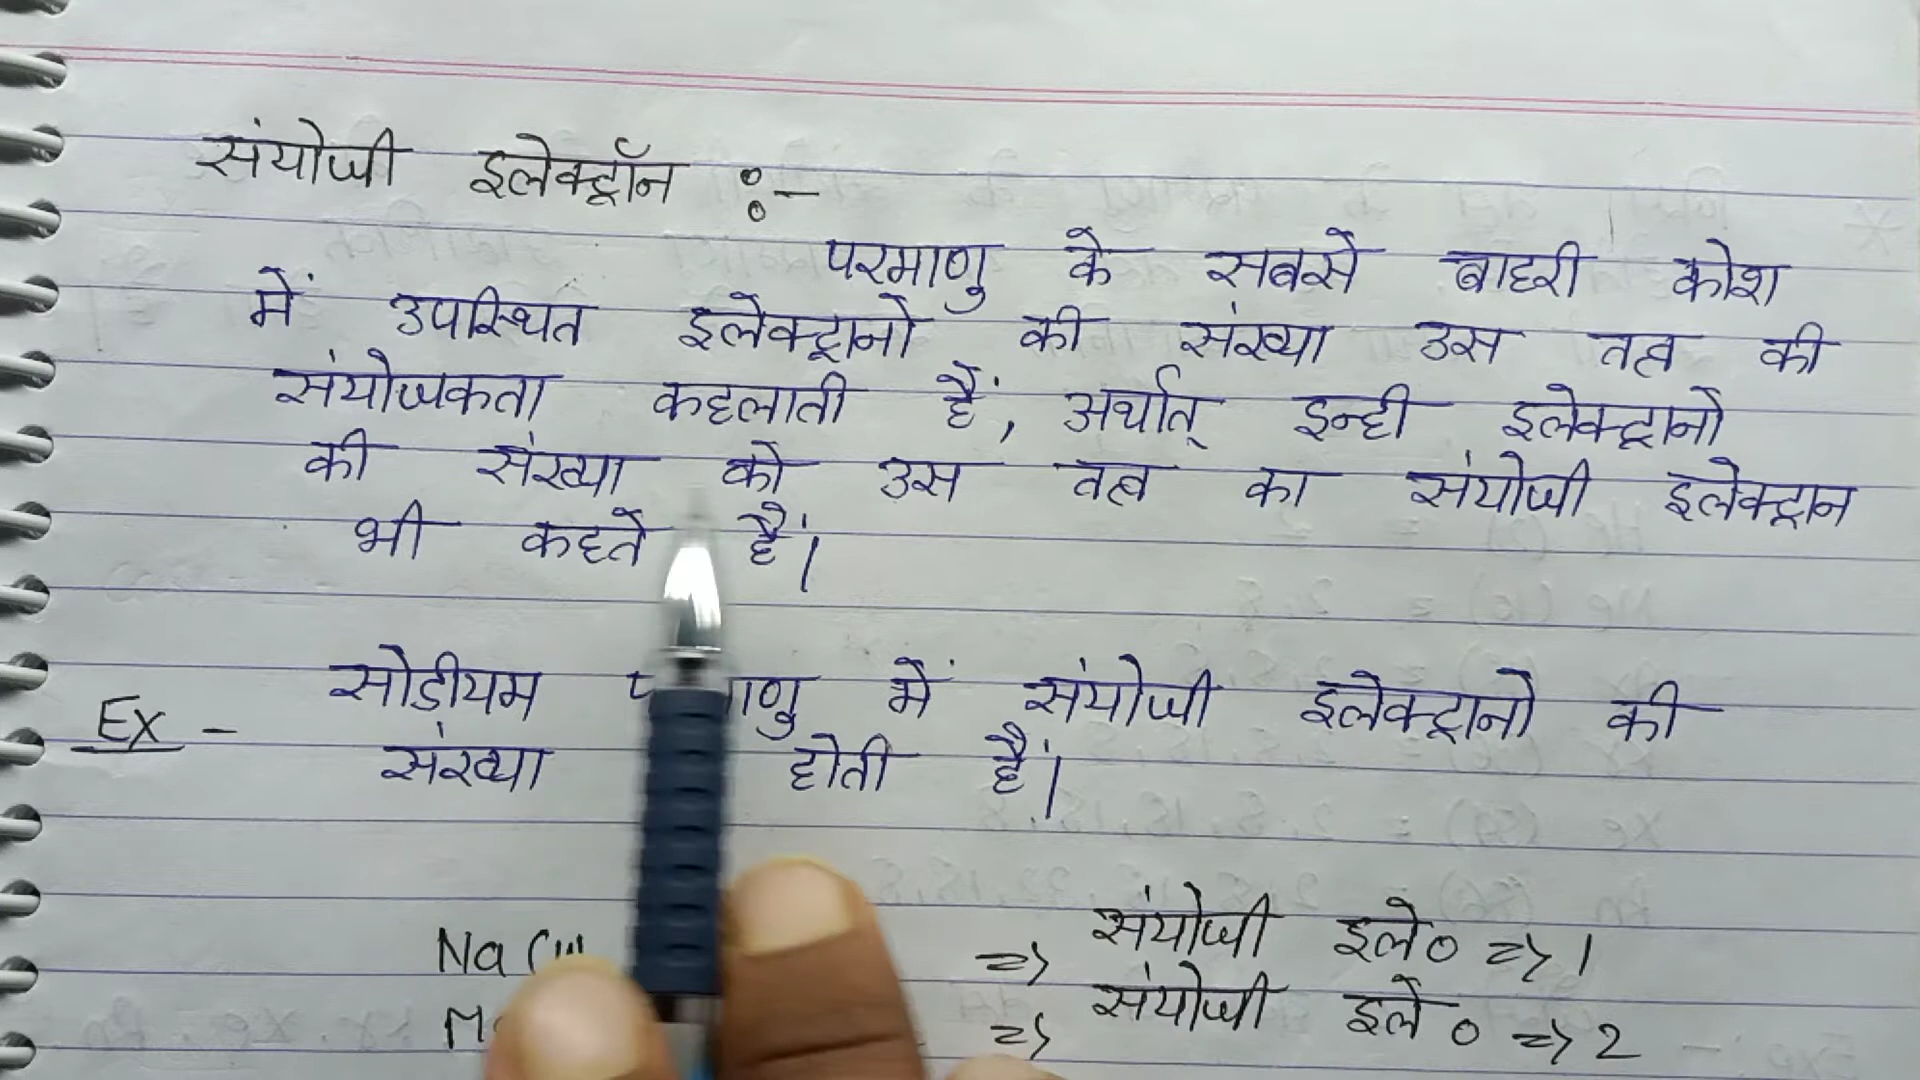 संयोजी इलेक्ट्रॉन :-
परमाणु के सबसे बाहरी कोश
में उपस्थित इलेक्ट्रानो की संख्या उस तत्व की
संयोजकता कहलाती हैं, अर्थात् इन्ही इलेक्ट्रानो
की संख्या को उस तत्व का संयोजी इलेक्ट्रान
भी कहते हैं।
Ex - सोडीयम में संयोजी इलेक्ट्रानो की
संख्या होती हैं।
Na => संयोजी इले० => 1
=> संयोजी इले० => 2